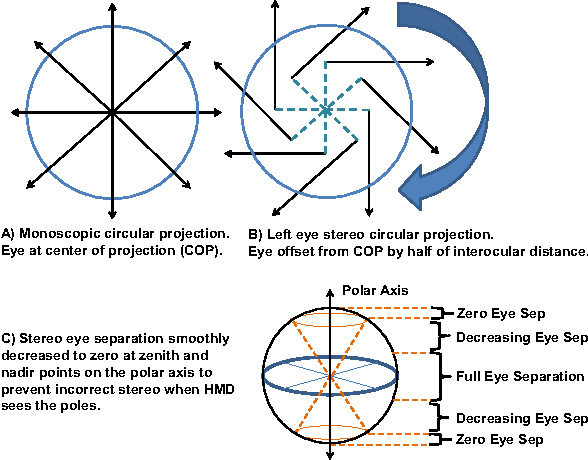 A) Monoscopic circular projection.
Eye at center of projection (COP).
B) Left eye stereo circular projection.
Eye offset from COP by half of interocular distance.
Polar Axis
C) Stereo eye separation smoothly
decreased to zero at zenith and
nadir points on the polar axis to
prevent incorrect stereo when HMD
sees the poles.
Zero Eye Sep
Decreasing Eye Sep
Full Eye Separation
Decreasing Eye Sep
Zero Eye Sep